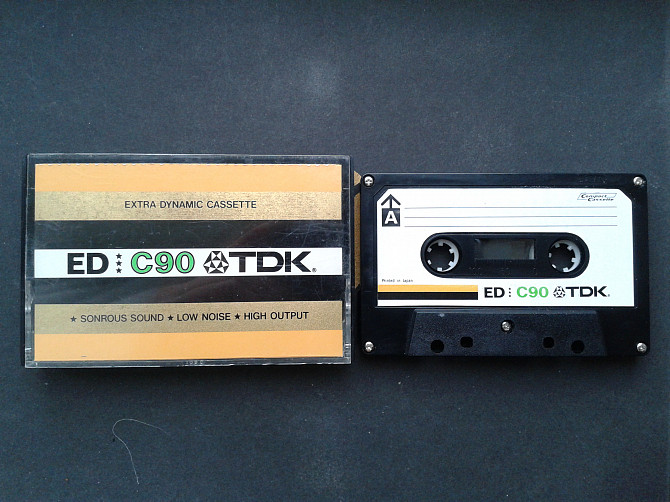 EXTRA DYNAMIC CASSETTE
ED C90 TDK®
★ SONROUS SOUND ★ LOW NOISE ★ HIGH OUTPUT
Compact Cassette
A
PRINTED IN JAPAN
ED C90 TDK®